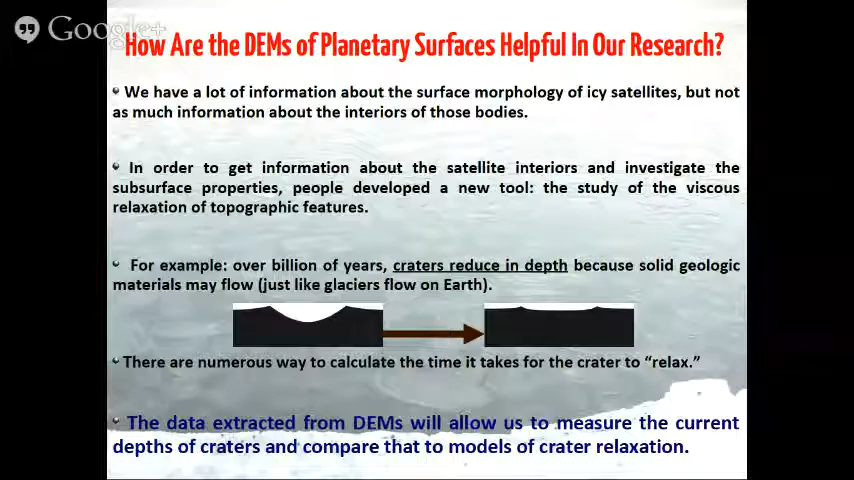 Google+
How Are the DEMs of Planetary Surfaces Helpful In Our Research?
We have a lot of information about the surface morphology of icy satellites, but not
as much information about the interiors of those bodies.
In order to get information about the satellite interiors and investigate the
subsurface properties, people developed a new tool: the study of the viscous
relaxation of topographic features.
For example: over billion of years, craters reduce in depth because solid geologic
materials may flow (just like glaciers flow on Earth).
There are numerous way to calculate the time it takes for the crater to “relax.”
The data extracted from DEMs will allow us to measure the current
depths of craters and compare that to models of crater relaxation.